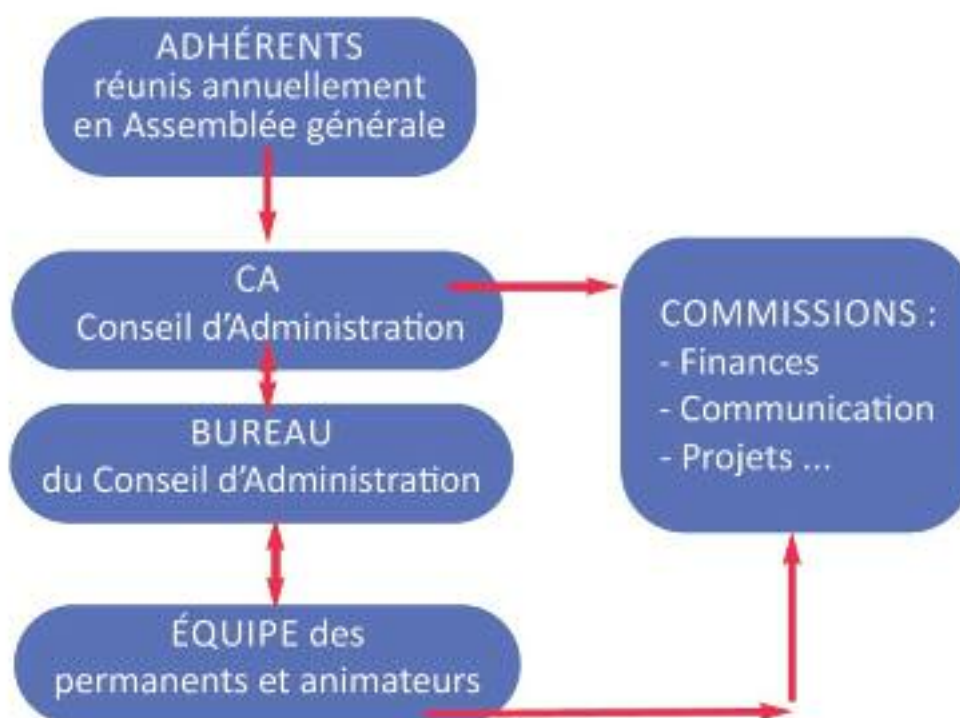 ADHÉRENTS
réunis annuellement
en Assemblée générale
CA
Conseil d'Administration
BUREAU
du Conseil d'Administration
ÉQUIPE des
permanents et animateurs
COMMISSIONS :
- Finances
- Communication
- Projets ...